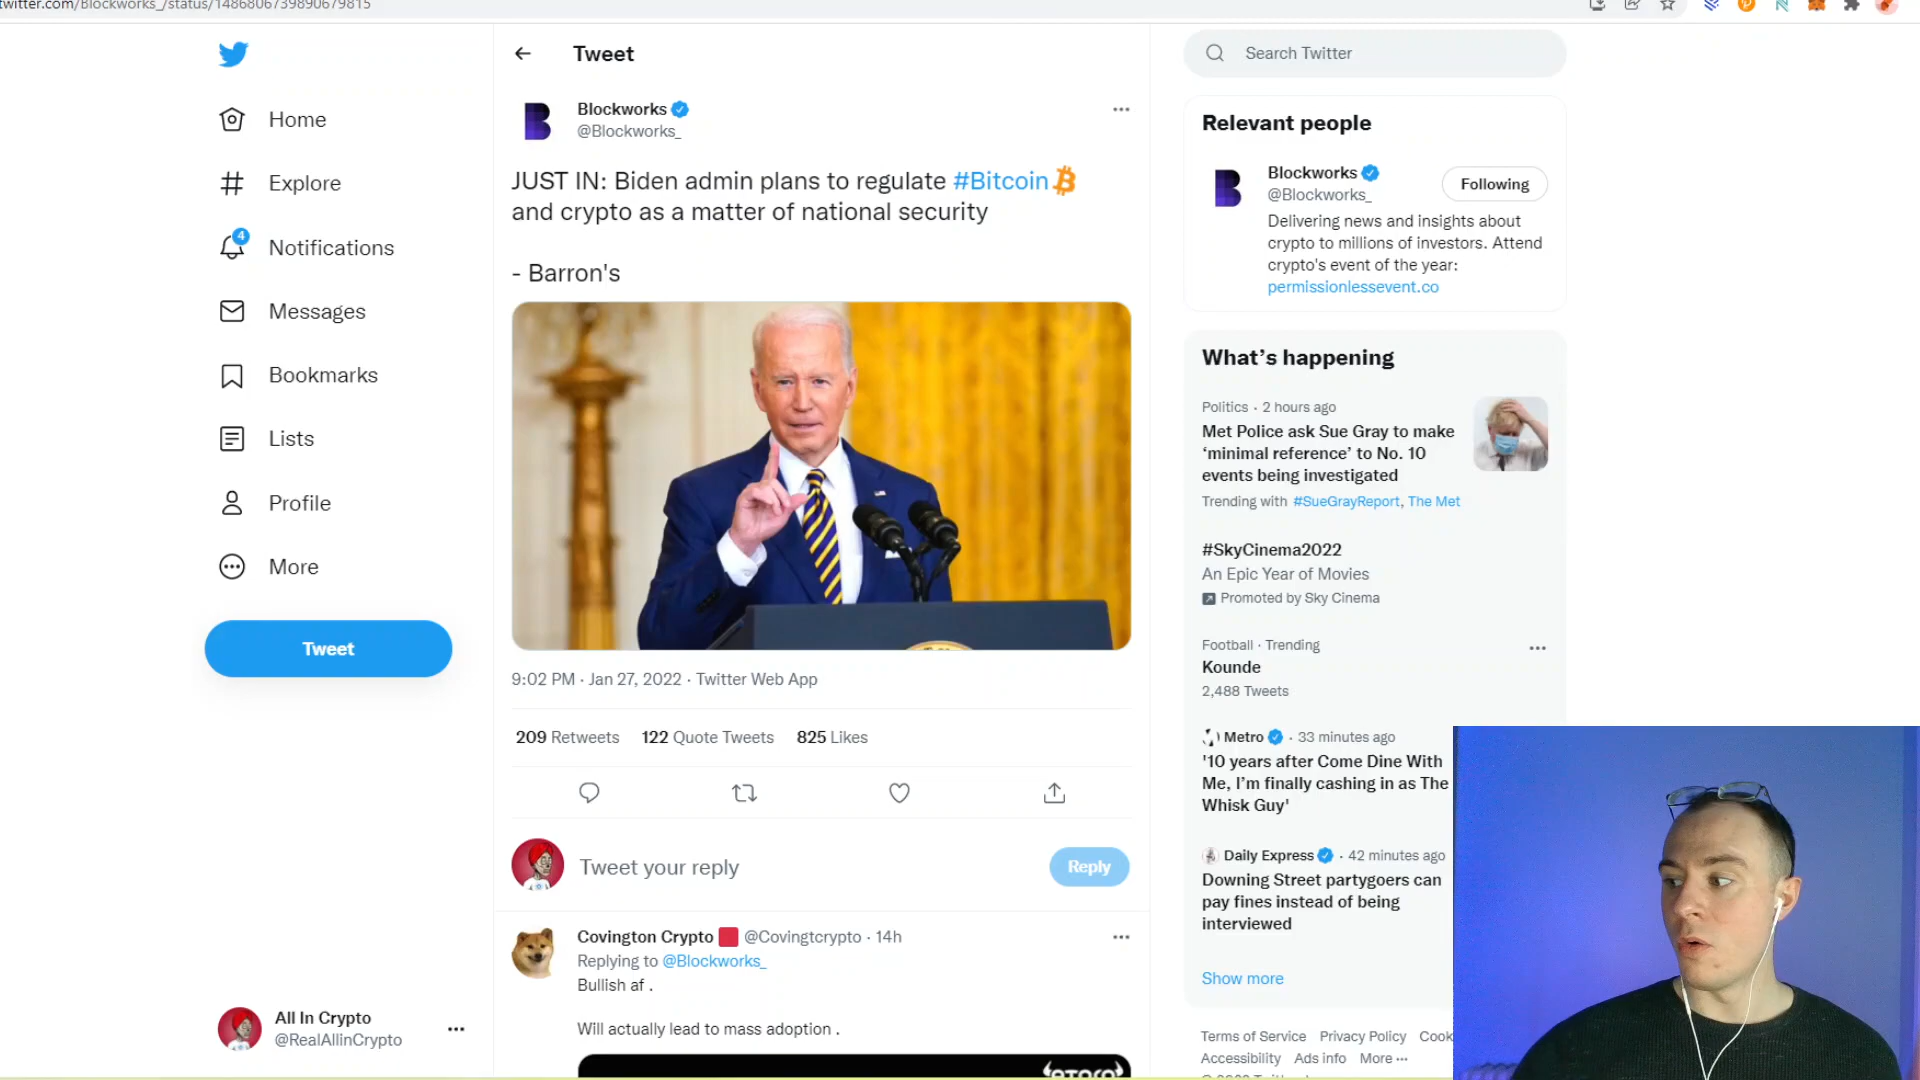 twitter.com/Blockworks_/status/1486806739890679815
Home
Explore
4
Notifications
Messages
Bookmarks
Lists
Profile
More
Tweet
All In Crypto
@RealAllinCrypto
Tweet
Blockworks
@Blockworks_
JUST IN: Biden admin plans to regulate #Bitcoin
and crypto as a matter of national security
- Barron's
9:02 PM · Jan 27, 2022 · Twitter Web App
209 Retweets 122 Quote Tweets 825 Likes
Tweet your reply
Reply
Covington Crypto @Covingtcrypto · 14h
Replying to @Blockworks_
Bullish af .
Will actually lead to mass adoption .
Search Twitter
Relevant people
Blockworks
@Blockworks_
Following
Delivering news and insights about
crypto to millions of investors. Attend
crypto's event of the year:
permissionlessevent.co
What's happening
Politics · 2 hours ago
Met Police ask Sue Gray to make
‘minimal reference’ to No. 10
events being investigated
Trending with #SueGrayReport, The Met
#SkyCinema2022
An Epic Year of Movies
Promoted by Sky Cinema
Football · Trending
Kounde
2,488 Tweets
Metro · 33 minutes ago
'10 years after Come Dine With
Me, I’m finally cashing in as The
Whisk Guy'
Daily Express · 42 minutes ago
Downing Street partygoers can
pay fines instead of being
interviewed
Show more
Terms of Service Privacy Policy Cook
Accessibility Ads info More